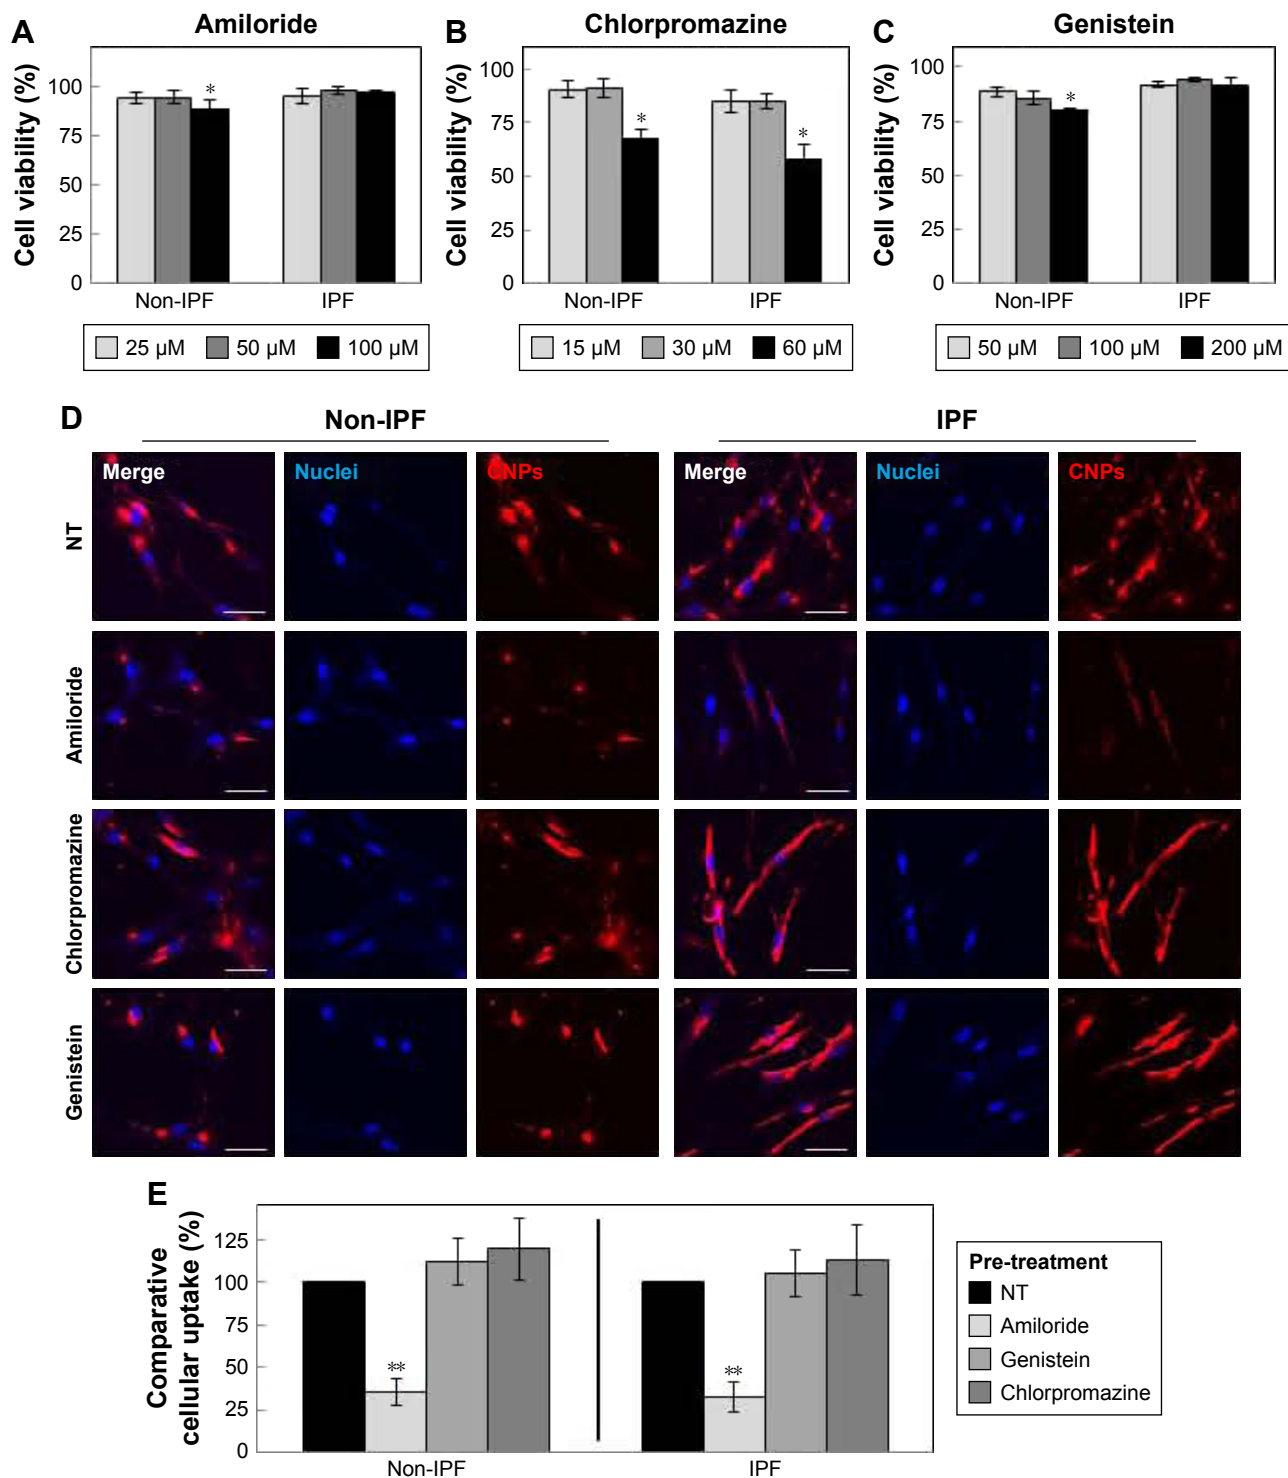 A Amiloride
Cell viability (%)
100
75
50
25
0
*
Non-IPF IPF
25 µM 50 µM 100 µM
B Chlorpromazine
Cell viability (%)
100
75
50
25
0
*
*
Non-IPF IPF
15 µM 30 µM 60 µM
C Genistein
Cell viability (%)
100
75
50
25
0
*
Non-IPF IPF
50 µM 100 µM 200 µM
D Non-IPF IPF
Merge Nuclei CNPs Merge Nuclei CNPs
NT
Amiloride
Chlorpromazine
Genistein
E
Comparative
cellular uptake (%)
125
100
75
50
25
0
**
**
Non-IPF IPF
Pre-treatment
NT
Amiloride
Genistein
Chlorpromazine